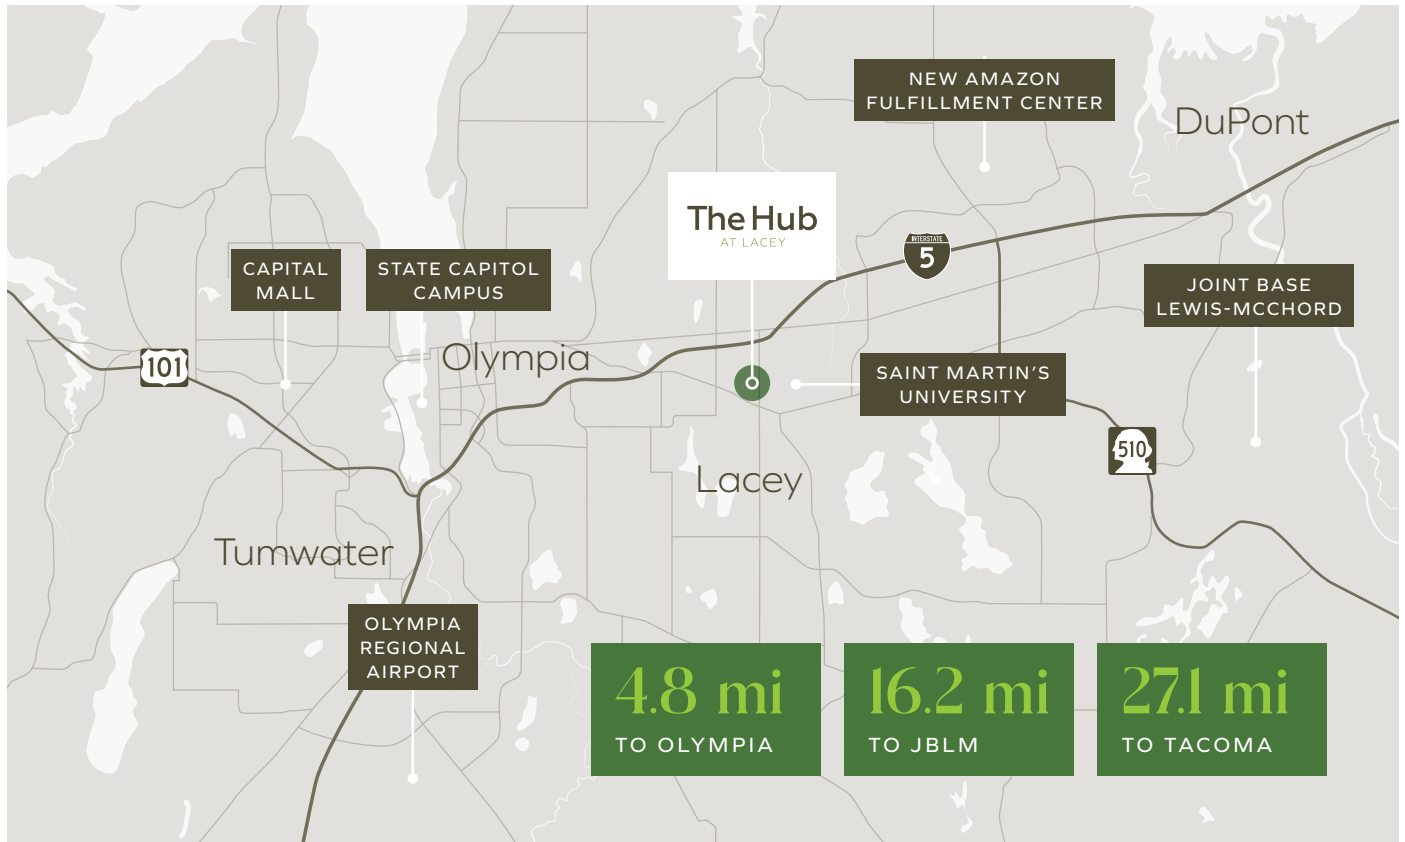 NEW AMAZON
FULFILLMENT CENTER
DuPont
The Hub
AT LACEY
INTERSTATE
5
CAPITAL
MALL
STATE CAPITOL
CAMPUS
JOINT BASE
LEWIS-MCCHORD
101
Olympia
SAINT MARTIN'S
UNIVERSITY
510
Lacey
Tumwater
OLYMPIA
REGIONAL
AIRPORT
4.8 mi
TO OLYMPIA
16.2 mi
TO JBLM
27.1 mi
TO TACOMA